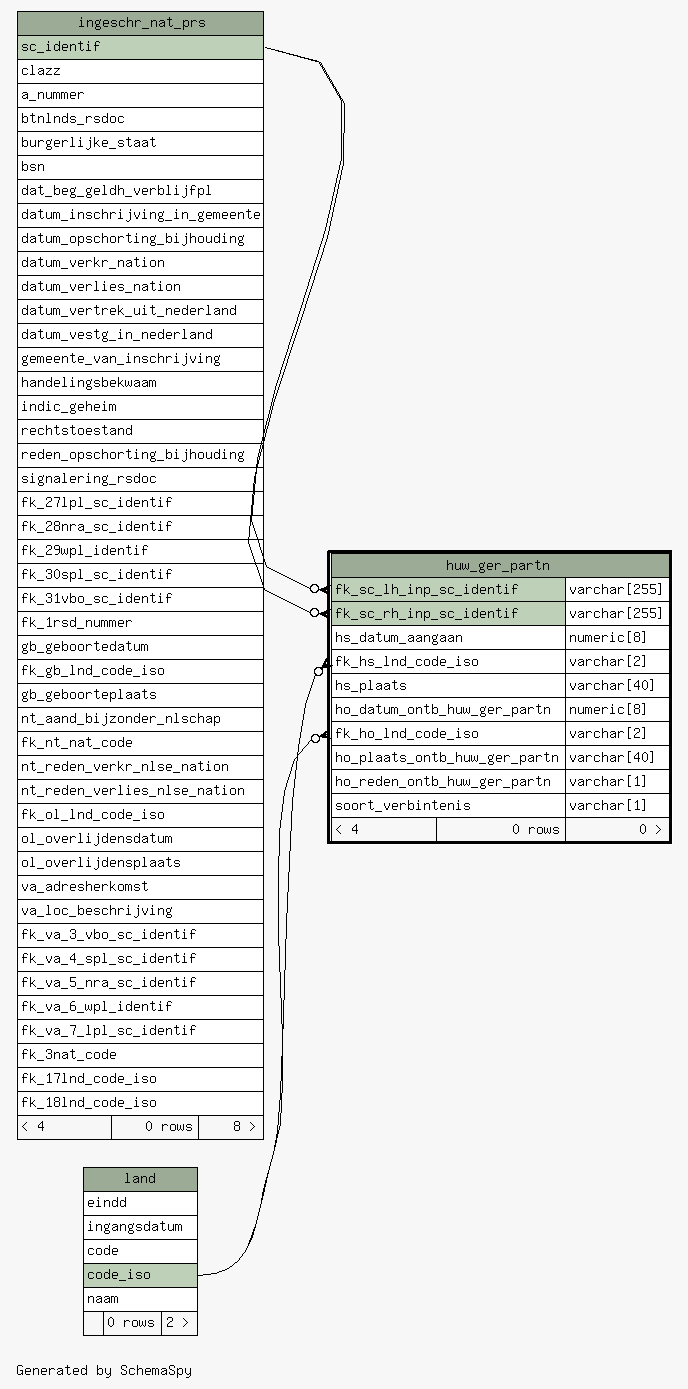 ingeschr_nat_prs
sc_identif
clazz
a_nummer
btnlnds_rsdoc
burgerlijke_staat
bsn
dat_beg_geldh_verblijfpl
datum_inschrijving_in_gemeente
datum_opschorting_bijhouding
datum_verkr_nation
datum_verlies_nation
datum_vertrek_uit_nederland
datum_vestg_in_nederland
gemeente_van_inschrijving
handelingsbekwaam
indic_geheim
rechtstoestand
reden_opschorting_bijhouding
signalering_rsdoc
fk_27lpl_sc_identif
fk_28nra_sc_identif
fk_29wpl_identif
fk_30spl_sc_identif
fk_31vbo_sc_identif
fk_1rsd_nummer
gb_geboortedatum
fk_gb_lnd_code_iso
gb_geboorteplaats
nt_aand_bijzonder_nlschap
fk_nt_nat_code
nt_reden_verkr_nlse_nation
nt_reden_verlies_nlse_nation
fk_ol_lnd_code_iso
ol_overlijdensdatum
ol_overlijdensplaats
va_adresherkomst
va_loc_beschrijving
fk_va_3_vbo_sc_identif
fk_va_4_spl_sc_identif
fk_va_5_nra_sc_identif
fk_va_6_wpl_identif
fk_va_7_lpl_sc_identif
fk_3nat_code
fk_17lnd_code_iso
fk_18lnd_code_iso
< 4 0 rows 8 >
huw_ger_partn
fk_sc_lh_inp_sc_identif varchar[255]
fk_sc_rh_inp_sc_identif varchar[255]
hs_datum_aangaan numeric[8]
fk_hs_lnd_code_iso varchar[2]
hs_plaats varchar[40]
ho_datum_ontb_huw_ger_partn numeric[8]
fk_ho_lnd_code_iso varchar[2]
ho_plaats_ontb_huw_ger_partn varchar[40]
ho_reden_ontb_huw_ger_partn varchar[1]
soort_verbintenis varchar[1]
< 4 0 rows 0 >
land
eindd
ingangsdatum
code
code_iso
naam
0 rows 2 >
Generated by SchemaSpy